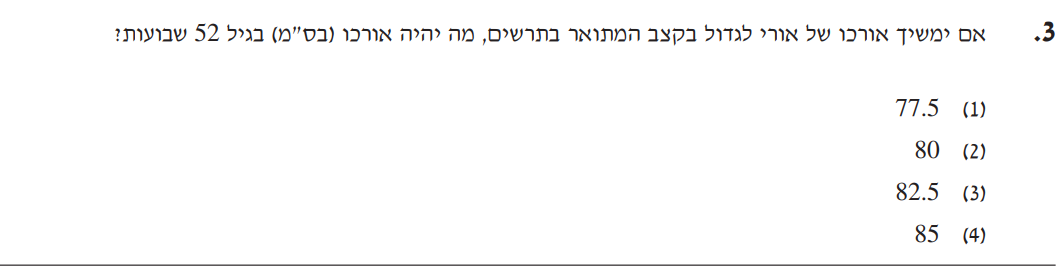 3. אם ימשיך אורכו של אורי לגדול בקצב המתואר בתרשים, מה יהיה אורכו (בס"מ) בגיל 52 שבועות?
(1) 77.5
(2) 80
(3) 82.5
(4) 85